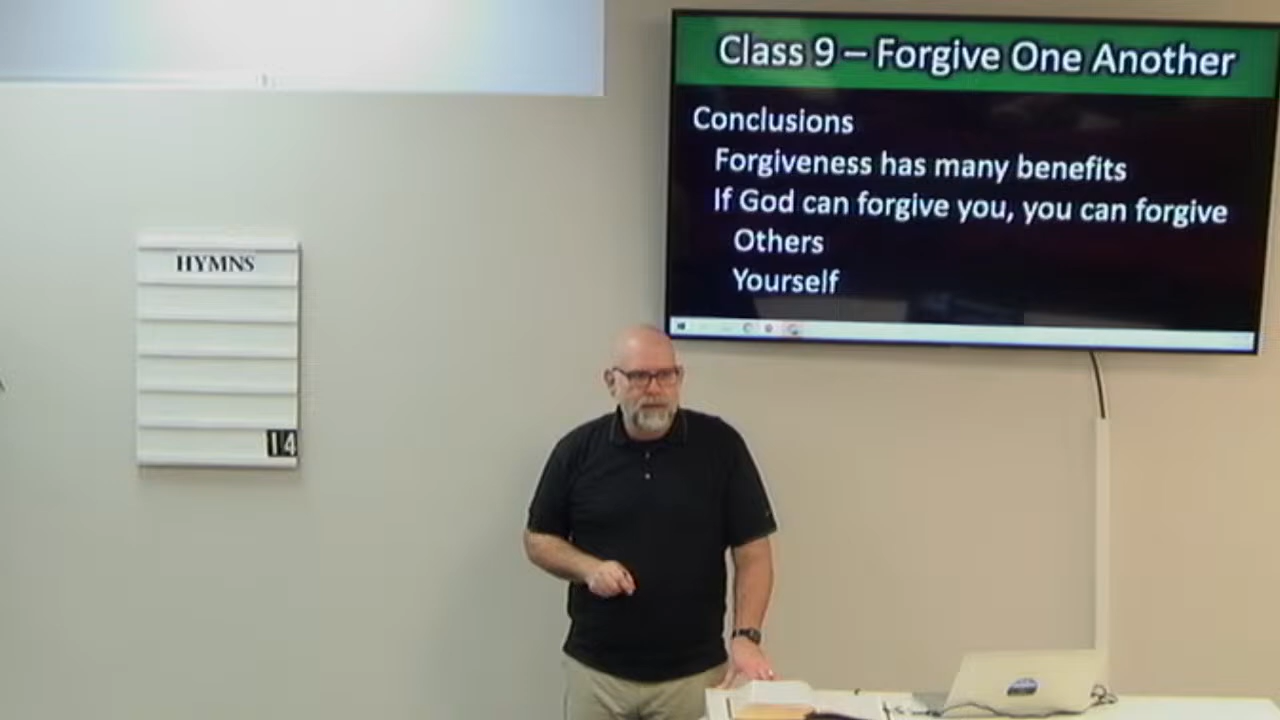 Class 9 – Forgive One Another
Conclusions
Forgiveness has many benefits
If God can forgive you, you can forgive
Others
Yourself
HYMNS
14